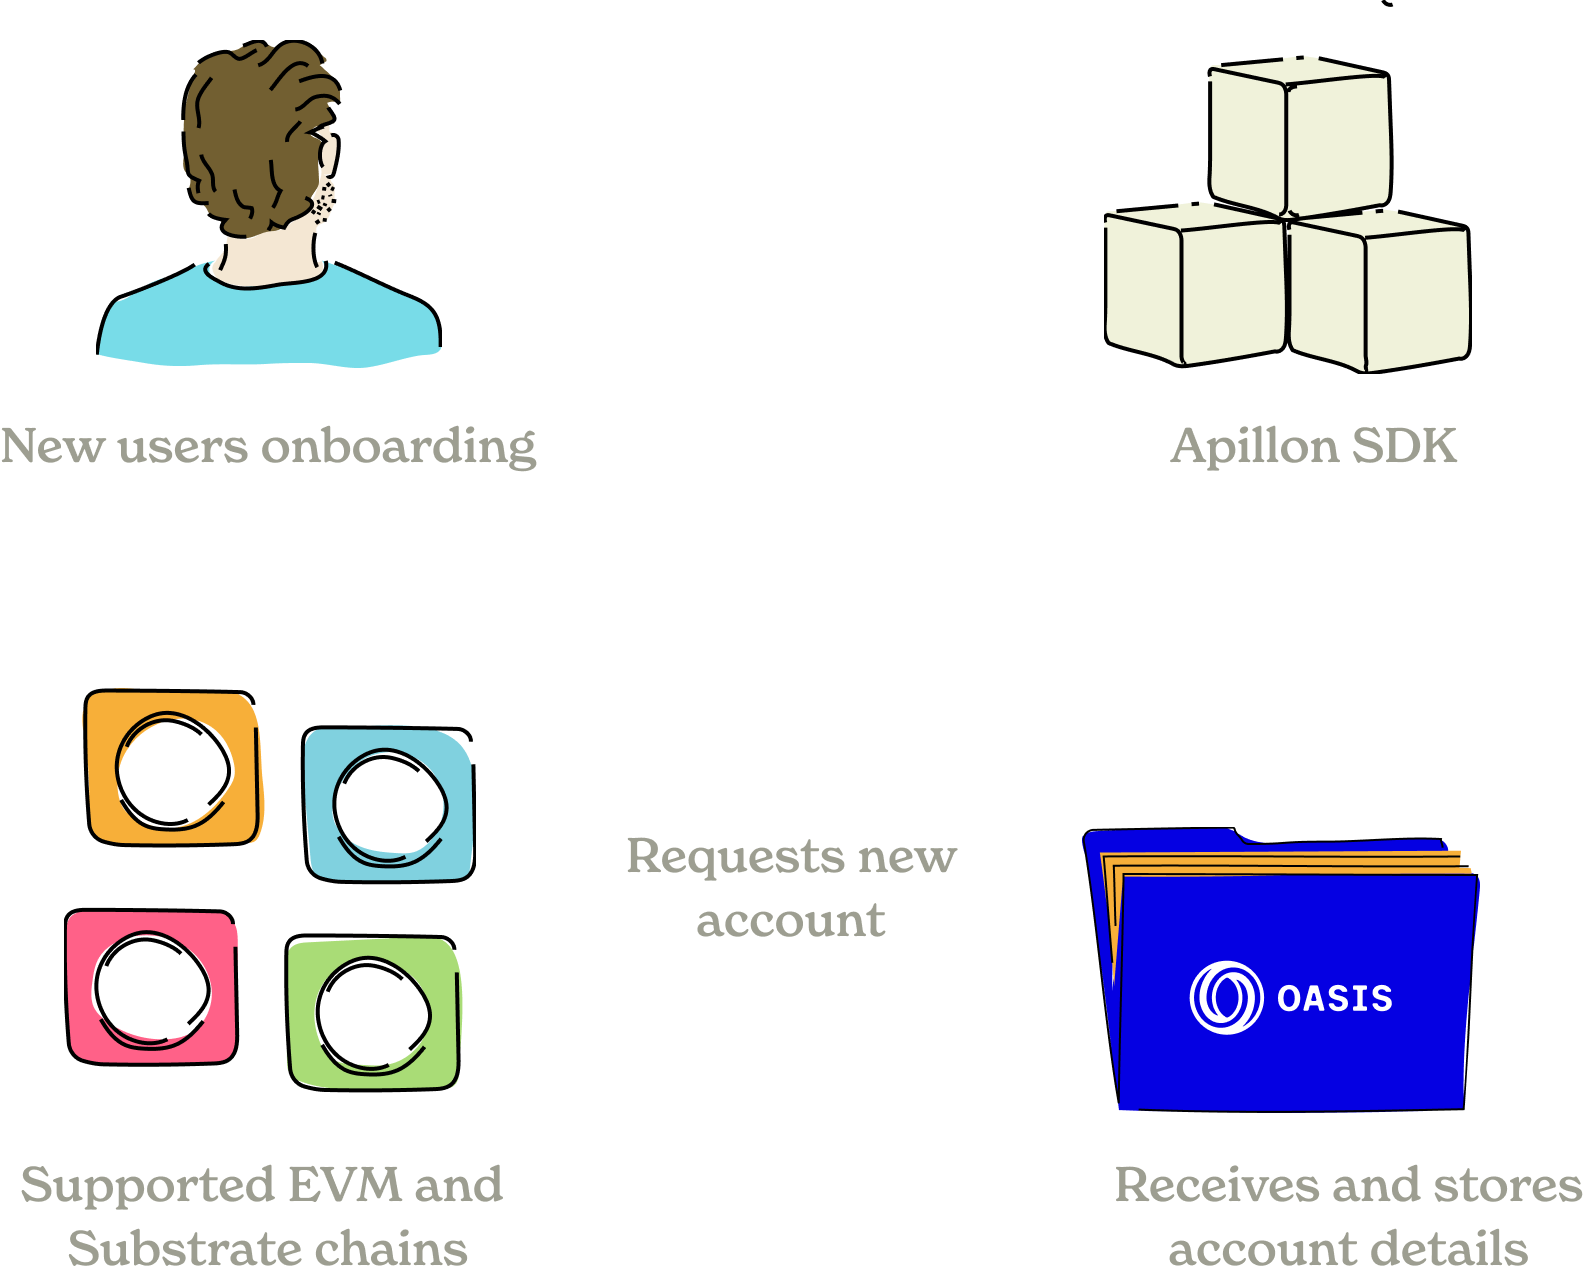 New users onboarding
Apillon SDK
Requests new
account
OASIS
Supported EVM and
Substrate chains
Receives and stores
account details